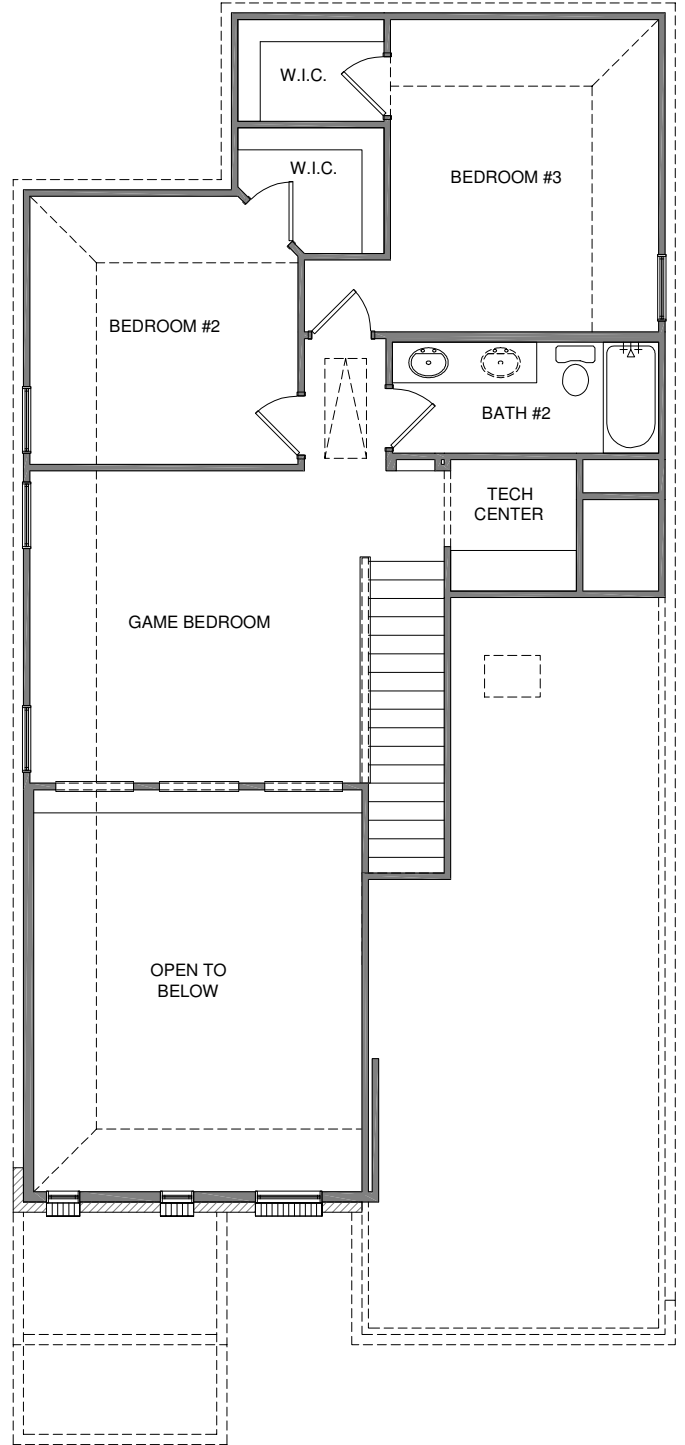 W.I.C.
W.I.C.
BEDROOM #3
BEDROOM #2
BATH #2
TECH
CENTER
GAME BEDROOM
OPEN TO
BELOW